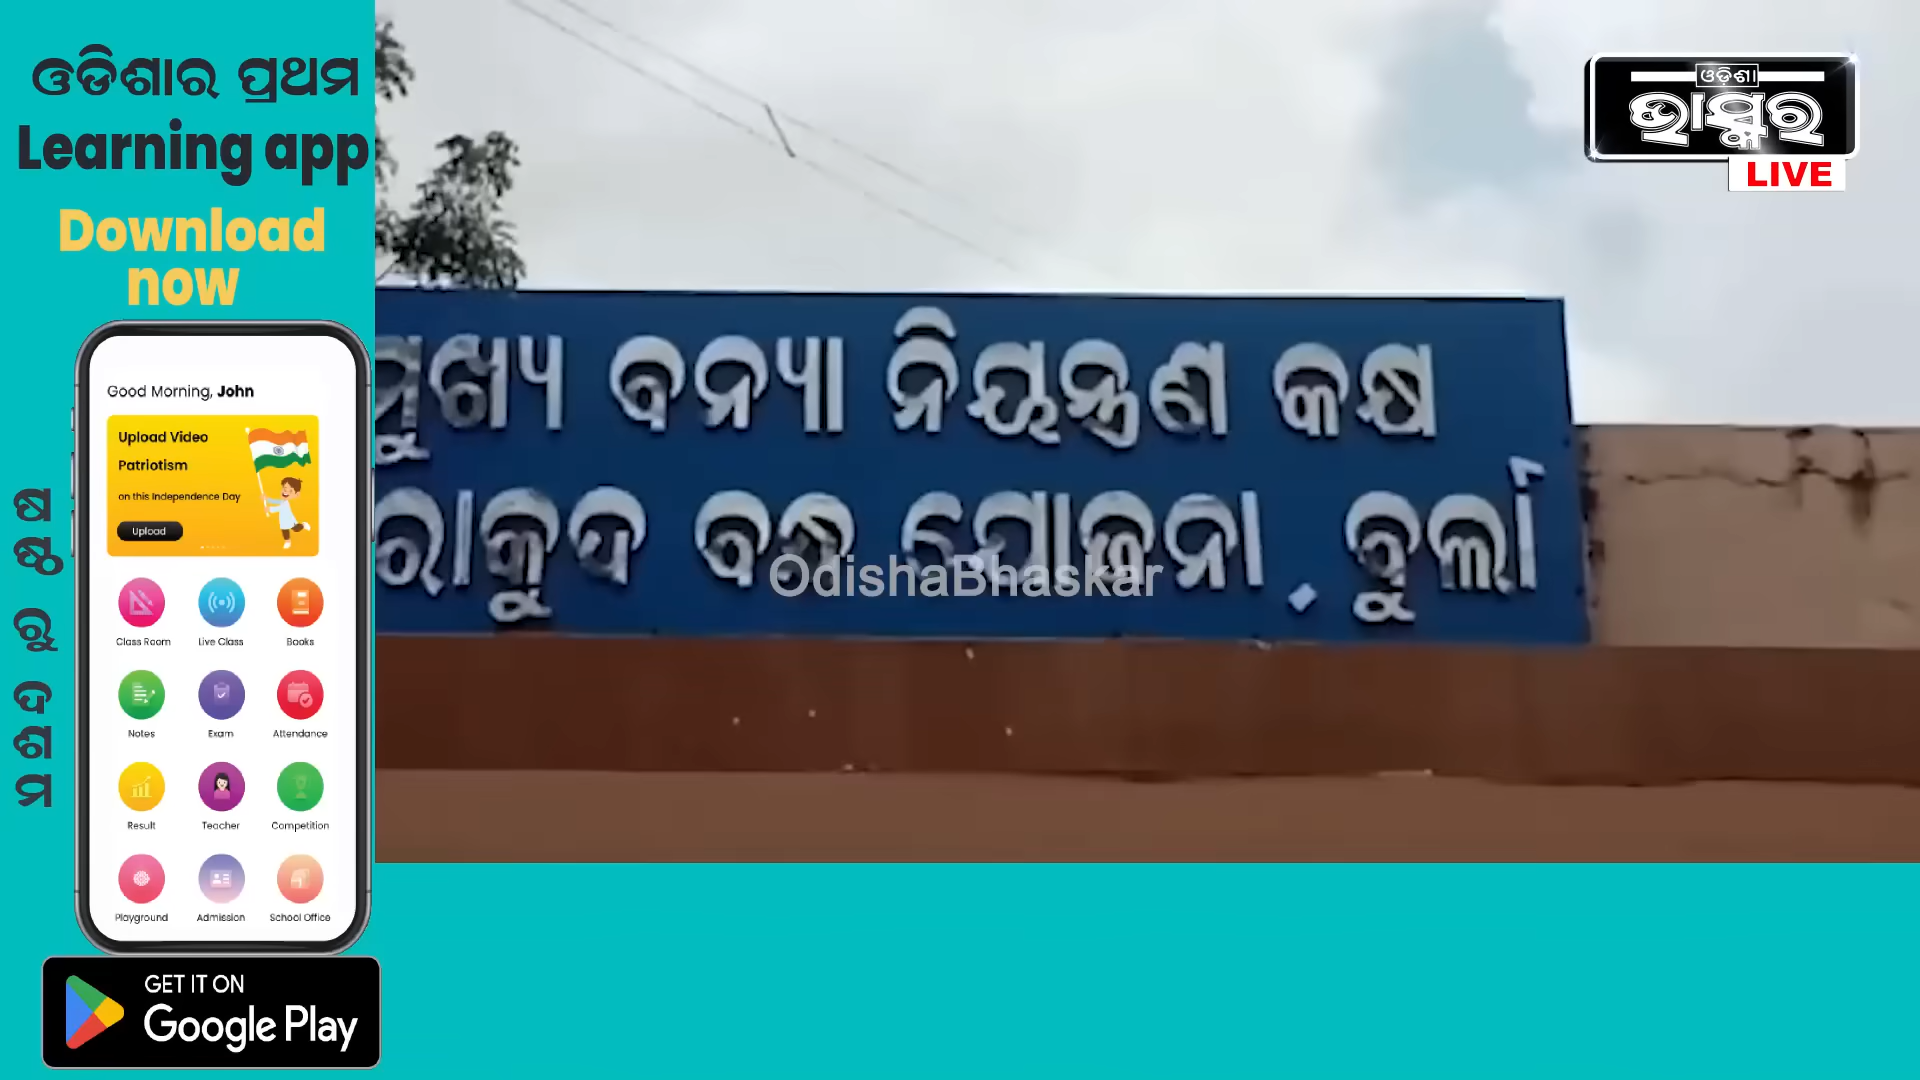 ଓଡିଶାର ପ୍ରଥମ
Learning app
Download
now
Good Morning, John
Upload Video
Patriotism
on this Independence Day
Upload
Class Room
Live Class
Books
Notes
Exam
Attendance
Result
Teacher
Competition
Playground
Admission
School Office
ଷଷ୍ଠ ରୁ ଦଶମ
GET IT ON
Google Play
ମୁଖ୍ୟ ବନ୍ୟା ନିୟନ୍ତ୍ରଣ କକ୍ଷ
ରାକୁଦ ବନ୍ଧ ଯୋଜନା , ବୁର୍ଲା
OdishaBhaskar
ଓଡ଼ିଶା
ଭାସ୍କର
LIVE